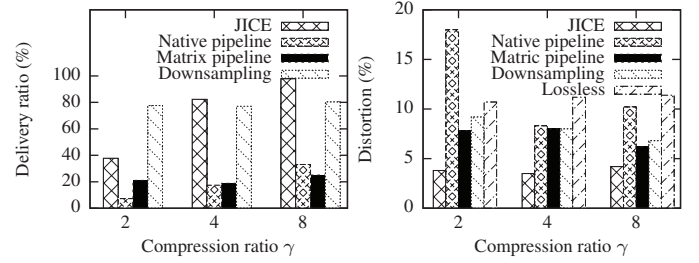 Delivery ratio (%)
100
80
60
40
20
0
JICE
Native pipeline
Matrix pipeline
Downsampling
2
4
8
Compression ratio γ
Distortion (%)
20
15
10
5
0
JICE
Native pipeline
Matric pipeline
Downsampling
Lossless
2
4
8
Compression ratio γ